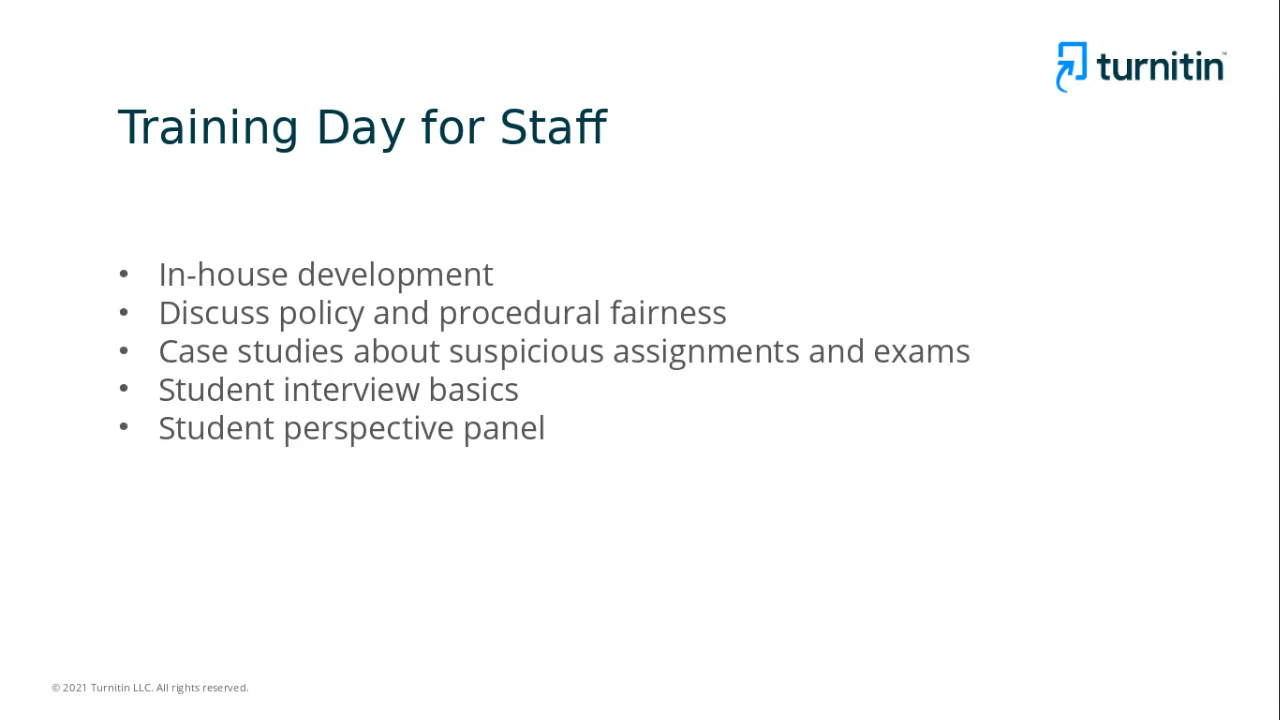 turnitin™
Training Day for Staff
• In-house development
• Discuss policy and procedural fairness
• Case studies about suspicious assignments and exams
• Student interview basics
• Student perspective panel
© 2021 Turnitin LLC. All rights reserved.